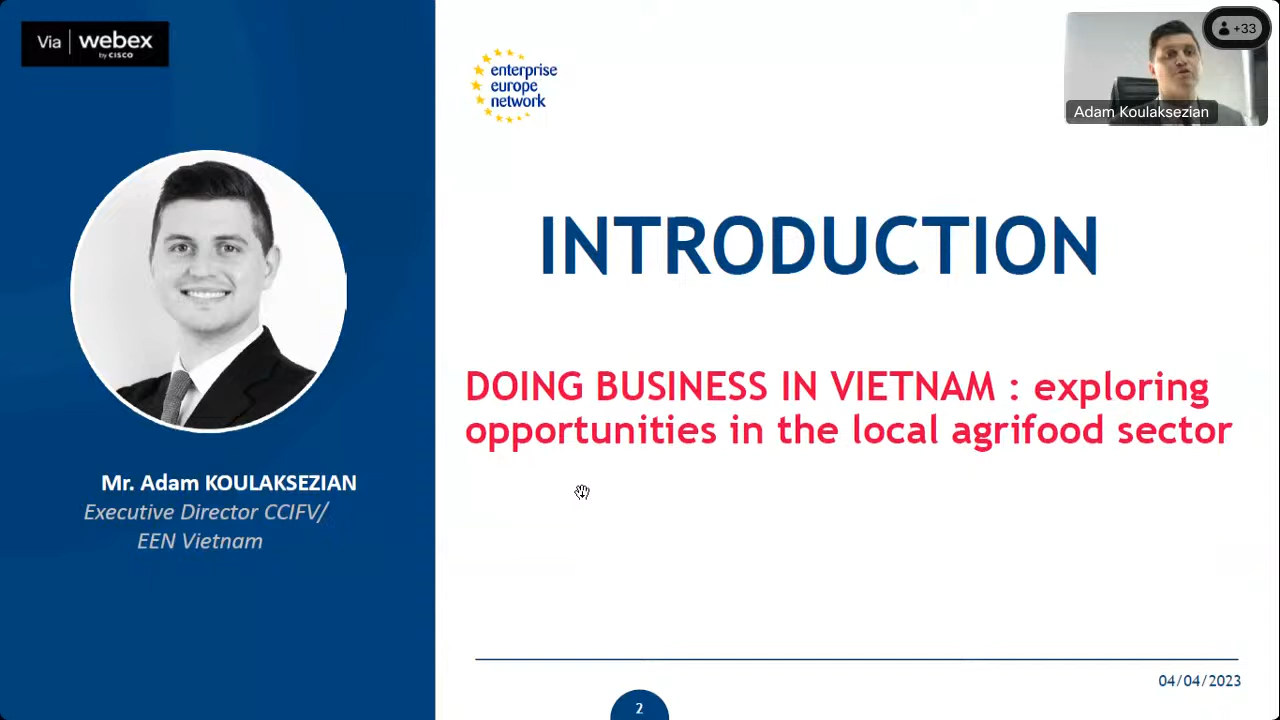 Via webex
by CISCO
enterprise
europe
network
+33
Adam Koulaksezian
INTRODUCTION
DOING BUSINESS IN VIETNAM : exploring
opportunities in the local agrifood sector
Mr. Adam KOULAKSEZIAN
Executive Director CCIFV/
EEN Vietnam
04/04/2023
2